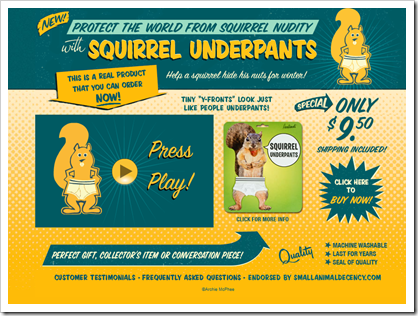 NEW!
PROTECT THE WORLD FROM SQUIRREL NUDITY
with SQUIRREL UNDERPANTS
THIS IS A REAL PRODUCT
THAT YOU CAN ORDER
NOW!
Help a squirrel hide his nuts for winter!
TINY "Y-FRONTS" LOOK JUST
LIKE PEOPLE UNDERPANTS!
SPECIAL ONLY
$9.50
SHIPPING INCLUDED!
Press
Play!
SQUIRREL
UNDERPANTS
CLICK FOR MORE INFO
CLICK HERE
TO
BUY NOW!
PERFECT GIFT, COLLECTOR'S ITEM OR CONVERSATION PIECE!
Quality
★ MACHINE WASHABLE
★ LAST FOR YEARS
★ SEAL OF QUALITY
CUSTOMER TESTIMONIALS • FREQUENTLY ASKED QUESTIONS • ENDORSED BY SMALLANIMALDECENCY.COM
©Archie McPhee